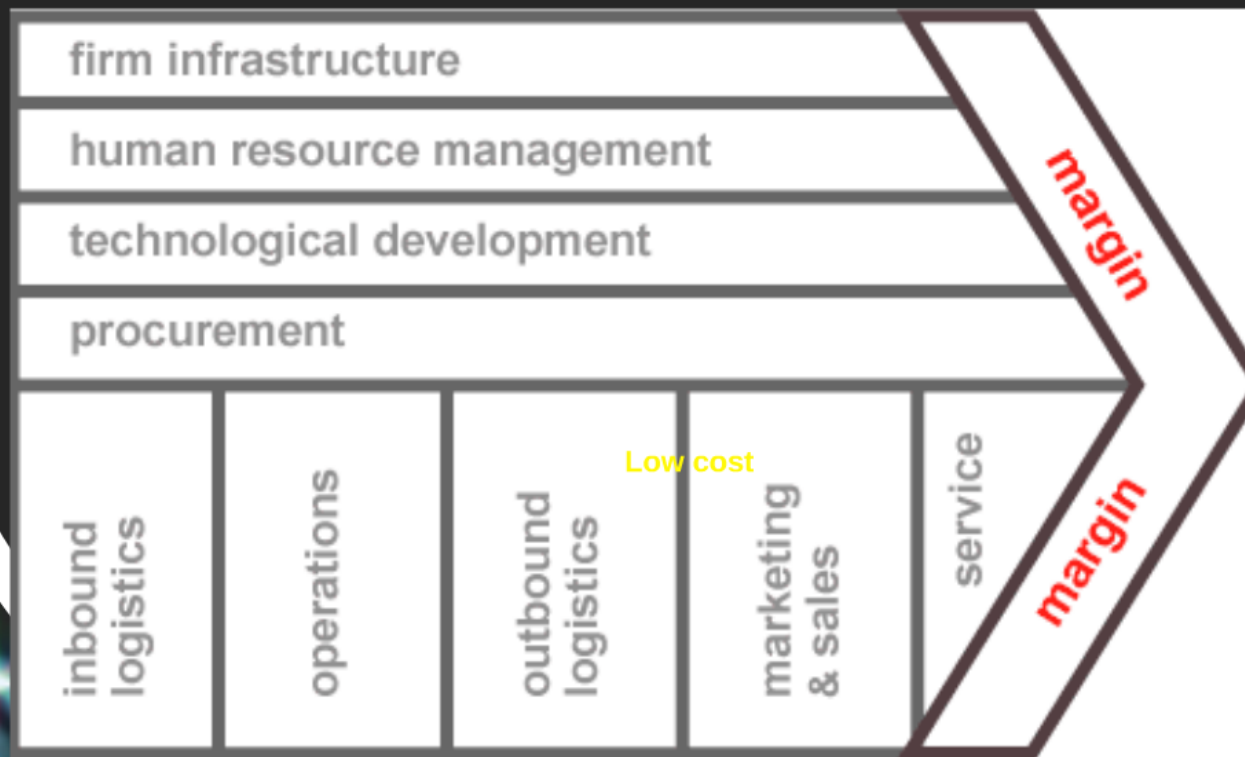 firm infrastructure
human resource management
technological development
procurement
margin
Low cost
inbound
logistics
operations
outbound
logistics
marketing
& sales
service
margin